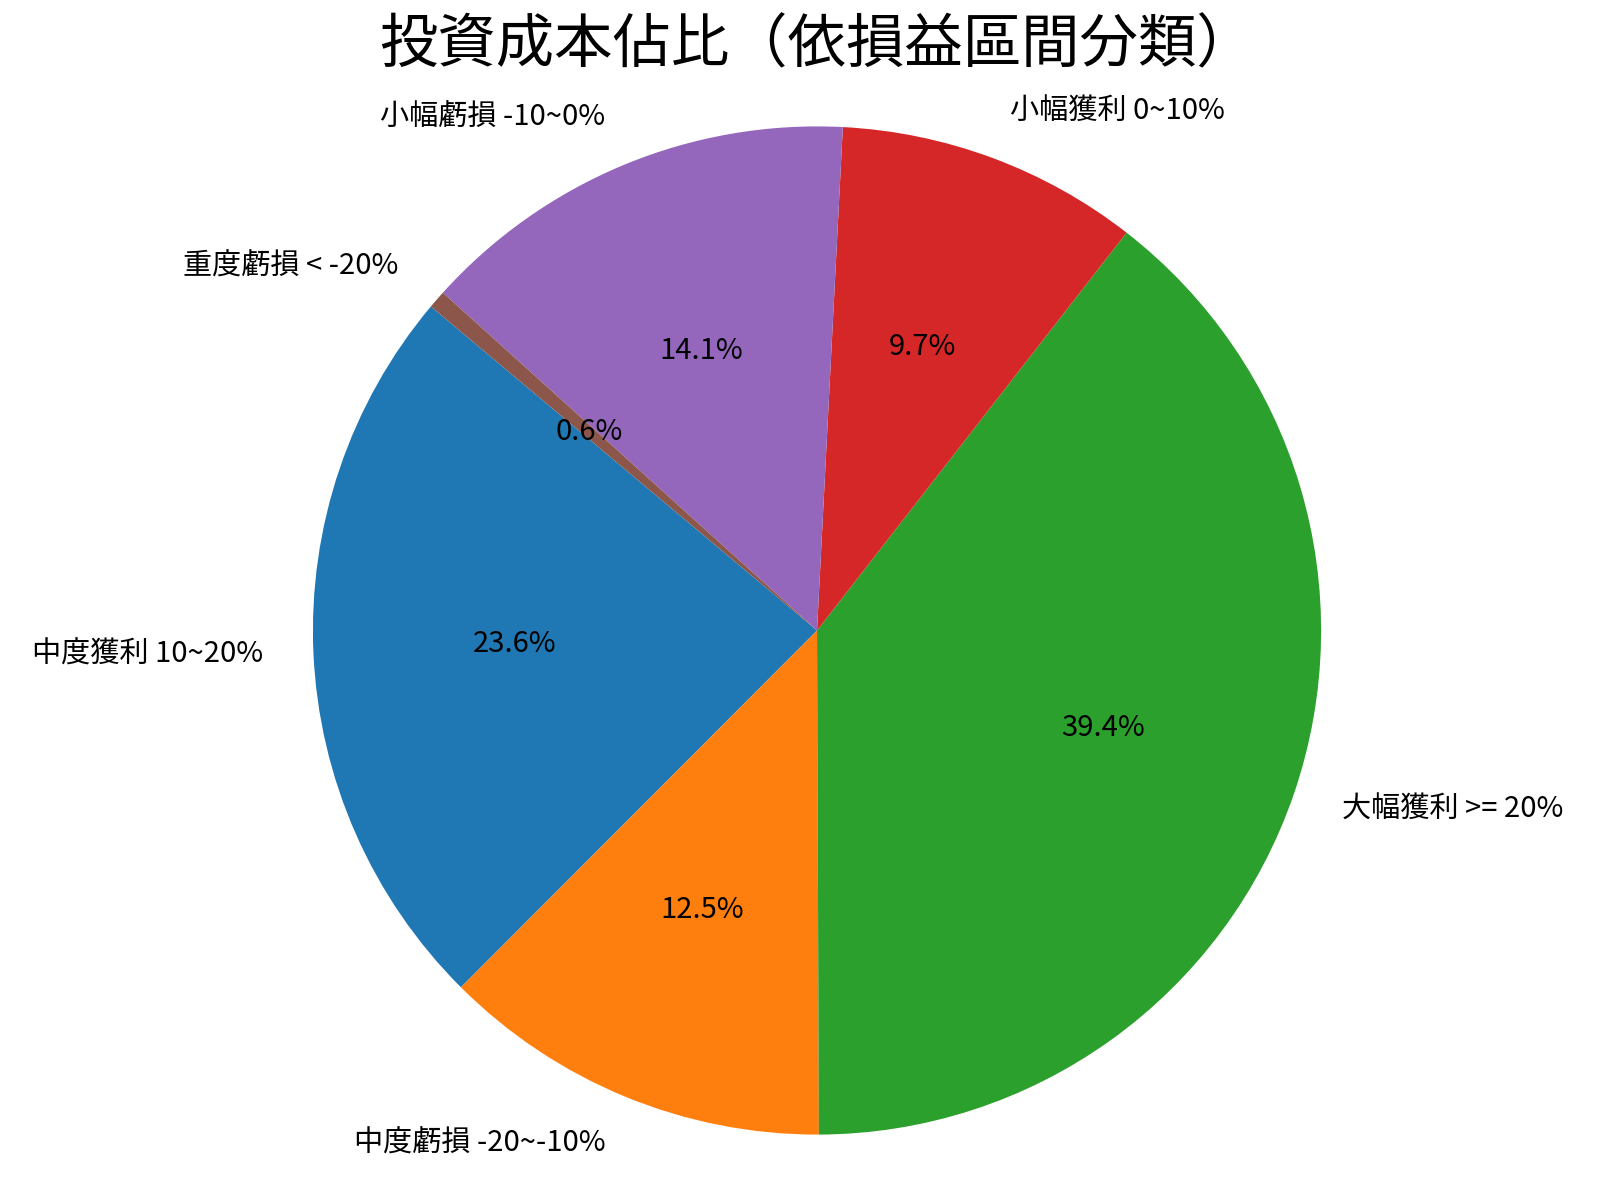 投資成本佔比（依損益區間分類）
小幅虧損 -10~0%
小幅獲利 0~10%
重度虧損 < -20%
14.1%
9.7%
0.6%
中度獲利 10~20%
23.6%
39.4%
大幅獲利 >= 20%
12.5%
中度虧損 -20~-10%